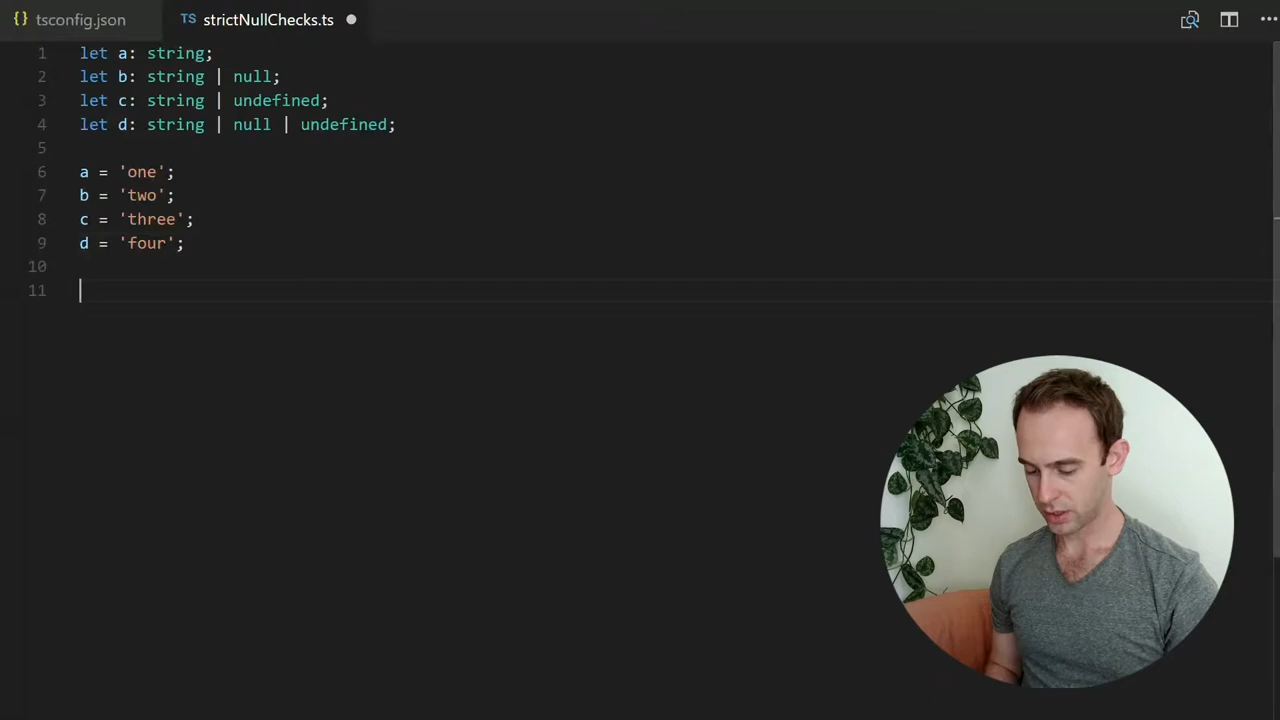 {} tsconfig.json TS strictNullChecks.ts
1 let a: string;
2 let b: string | null;
3 let c: string | undefined;
4 let d: string | null | undefined;
5
6 a = 'one';
7 b = 'two';
8 c = 'three';
9 d = 'four';
10
11